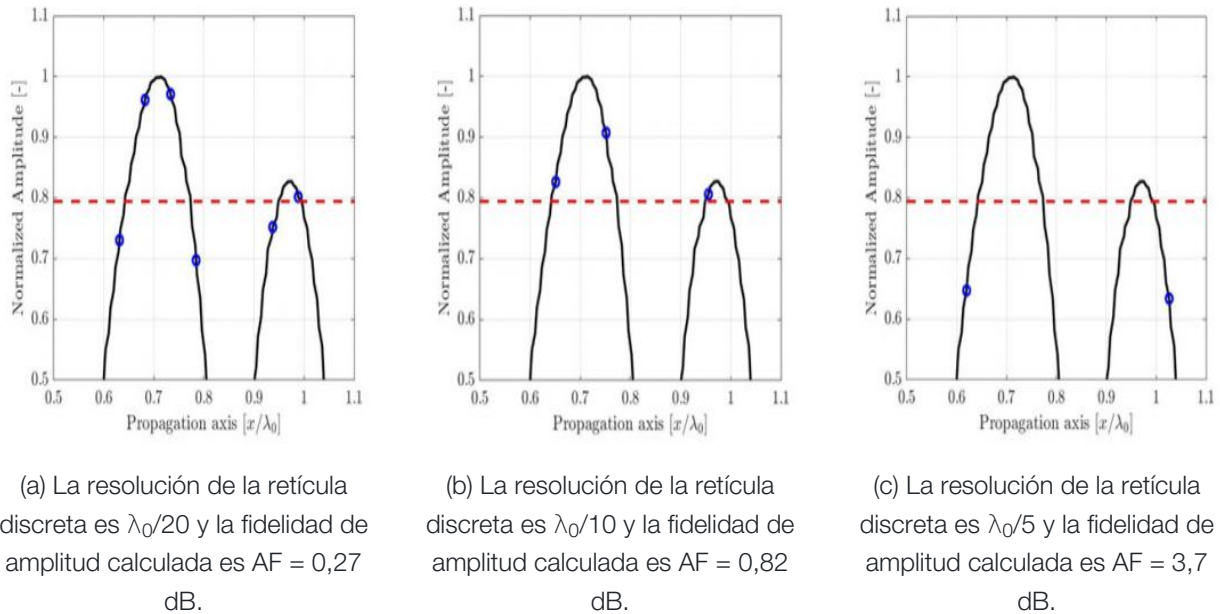 1.1
1
0.9
0.8
0.7
0.6
0.5
Normalized Amplitude [-]
0.5 0.6 0.7 0.8 0.9 1 1.1
Propagation axis [x/λ0]
(a) La resolución de la retícula
discreta es λ0/20 y la fidelidad de
amplitud calculada es AF = 0,27
dB.
1.1
1
0.9
0.8
0.7
0.6
0.5
Normalized Amplitude [-]
0.5 0.6 0.7 0.8 0.9 1 1.1
Propagation axis [x/λ0]
(b) La resolución de la retícula
discreta es λ0/10 y la fidelidad de
amplitud calculada es AF = 0,82
dB.
1.1
1
0.9
0.8
0.7
0.6
0.5
Normalized Amplitude [-]
0.5 0.6 0.7 0.8 0.9 1 1.1
Propagation axis [x/λ0]
(c) La resolución de la retícula
discreta es λ0/5 y la fidelidad de
amplitud calculada es AF = 3,7
dB.